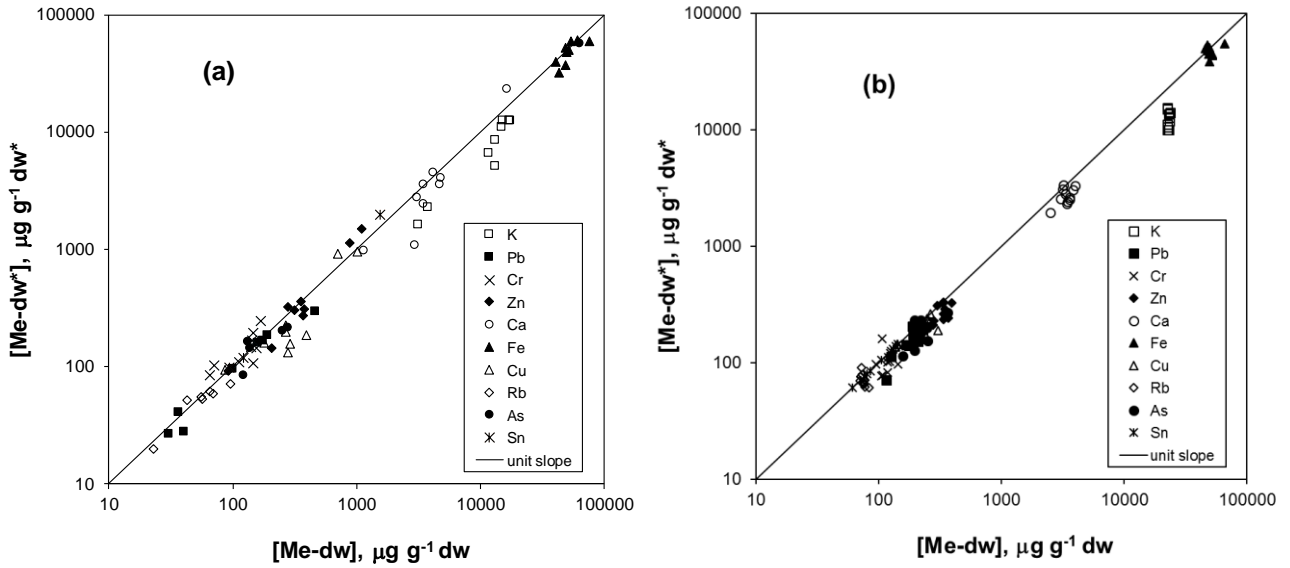 (a)
[Me-dw*], μg g⁻¹ dw*
100000
10000
1000
100
10
10 100 1000 10000 100000
[Me-dw], μg g⁻¹ dw
K
Pb
Cr
Zn
Ca
Fe
Cu
Rb
As
Sn
unit slope
(b)
[Me-dw*], μg g⁻¹ dw*
100000
10000
1000
100
10
10 100 1000 10000 100000
[Me-dw], μg g⁻¹ dw
K
Pb
Cr
Zn
Ca
Fe
Cu
Rb
As
Sn
unit slope